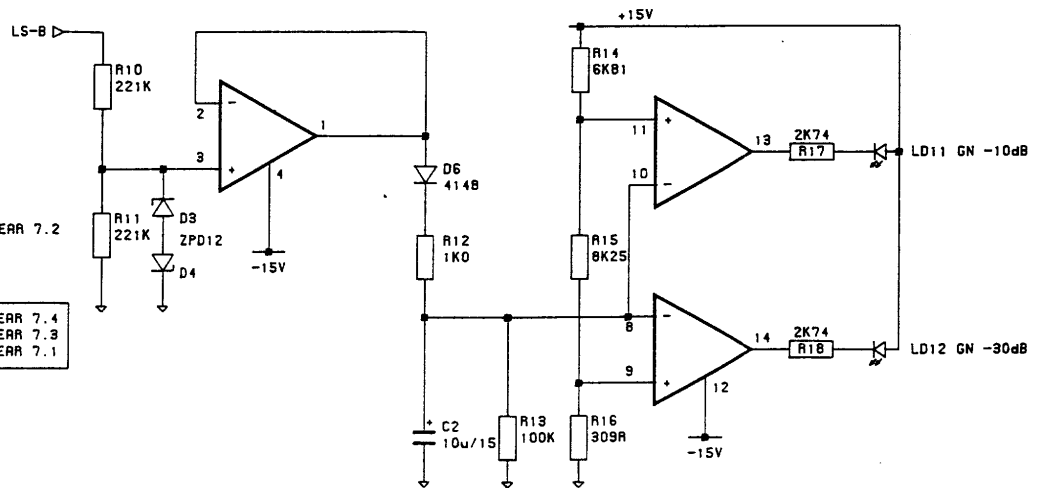 LS-B
+15V
R10
221K
R14
6K81
2
1
3
4
11
13
2K74
R17
LD11 GN -10dB
10
D6
4148
EAR 7.2
R11
221K
D3
ZPD12
D4
-15V
R12
1K0
R15
8K25
EAR 7.4
EAR 7.3
EAR 7.1
8
14
2K74
R18
LD12 GN -30dB
9
12
C2
10u/15
+
R13
100K
R16
309R
-15V